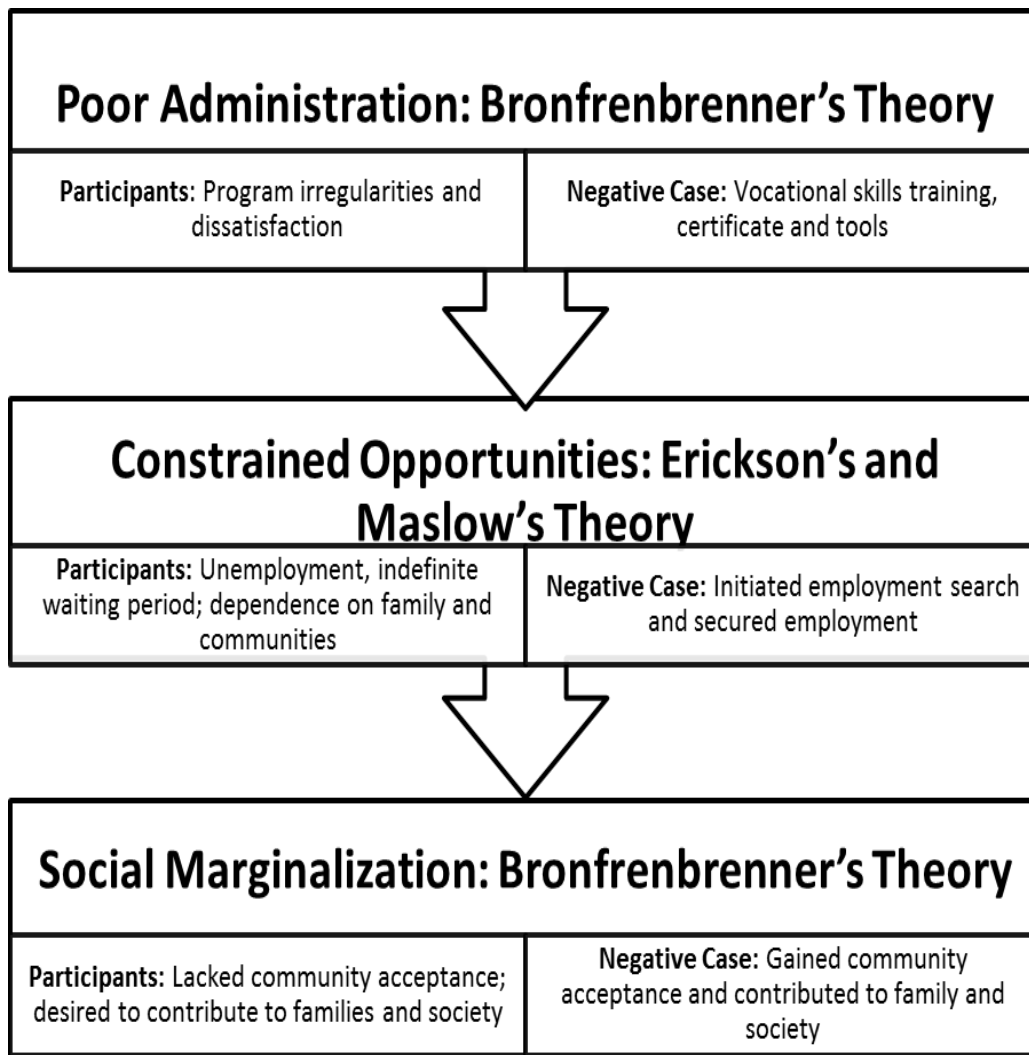 Poor Administration: Bronfrenbrenner's Theory
Participants: Program irregularities and
dissatisfaction
Negative Case: Vocational skills training,
certificate and tools
Constrained Opportunities: Erickson's and
Maslow's Theory
Participants: Unemployment, indefinite
waiting period; dependence on family and
communities
Negative Case: Initiated employment search
and secured employment
Social Marginalization: Bronfrenbrenner's Theory
Participants: Lacked community acceptance;
desired to contribute to families and society
Negative Case: Gained community
acceptance and contributed to family and
society